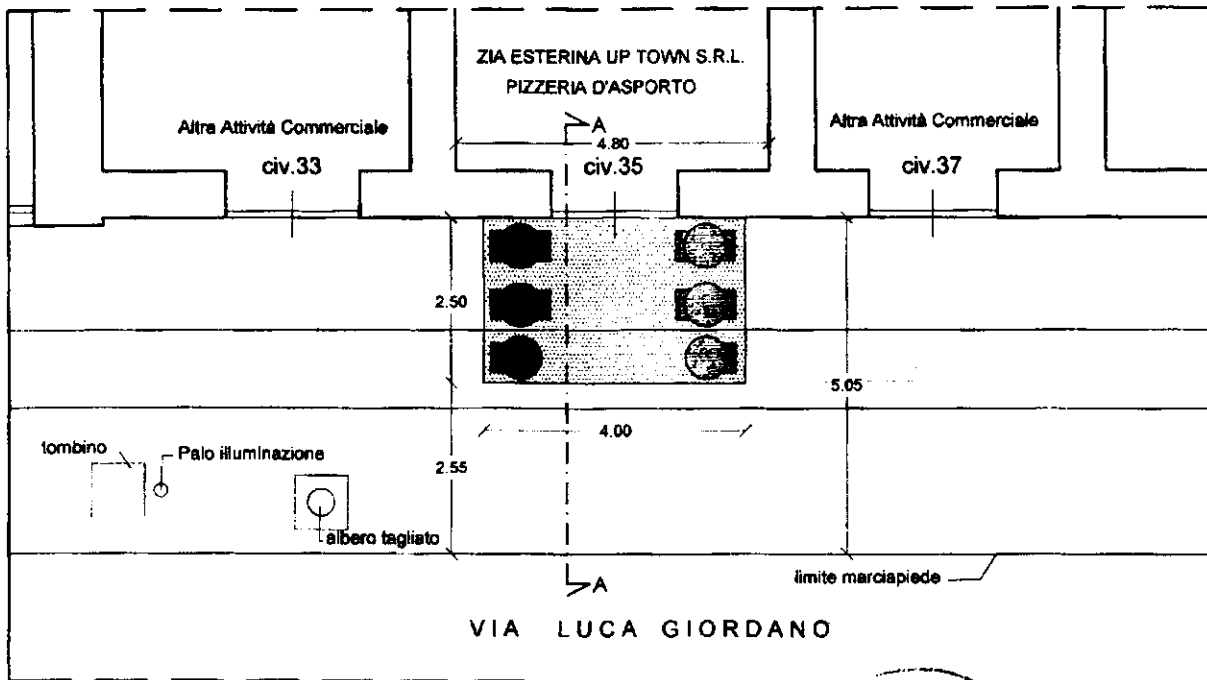 ZIA ESTERINA UP TOWN S.R.L.
PIZZERIA D'ASPORTO
Altra Attività Commerciale
civ.33
A
4.80
civ.35
Altra Attività Commerciale
civ.37
2.50
5.05
4.00
2.55
tombino
Palo illuminazione
albero tagliato
limite marciapiede
A
VIA LUCA GIORDANO